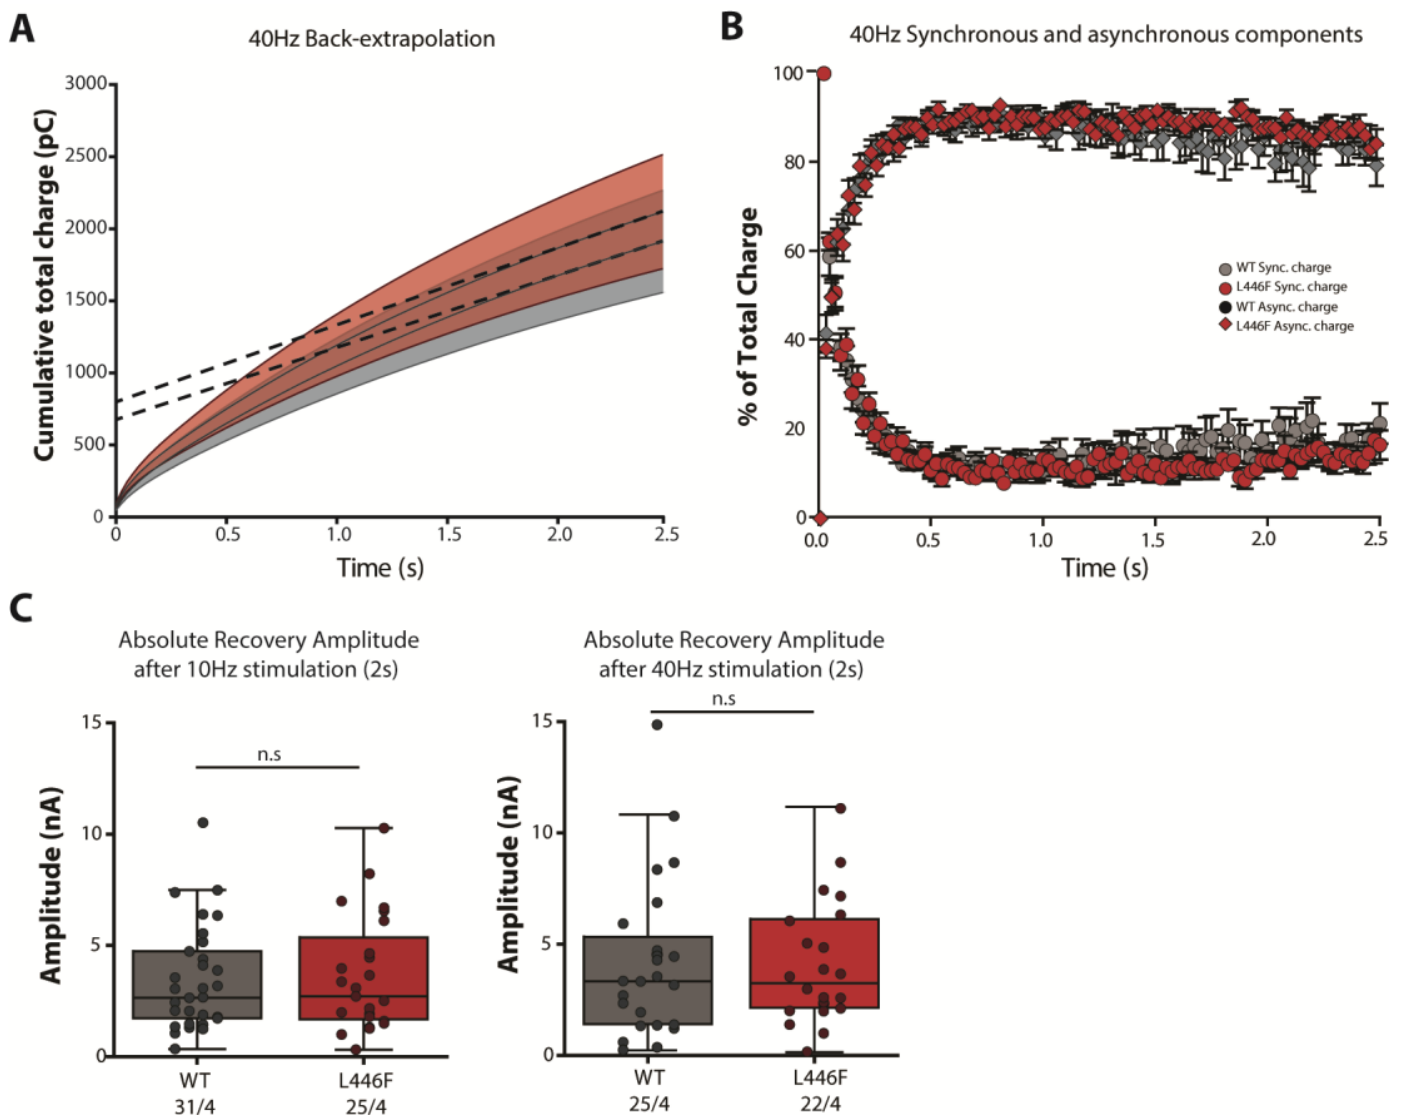 A
40Hz Back-extrapolation
Cumulative total charge (pC)
3000
2500
2000
1500
1000
500
0
0 0.5 1.0 1.5 2.0 2.5
Time (s)
B
40Hz Synchronous and asynchronous components
% of Total Charge
100
80
60
40
20
0
WT Sync. charge
L446F Sync. charge
WT Async. charge
L446F Async. charge
0.0 0.5 1.0 1.5 2.0 2.5
Time (s)
C
Absolute Recovery Amplitude
after 10Hz stimulation (2s)
n.s
Amplitude (nA)
15
10
5
0
WT L446F
31/4 25/4
Absolute Recovery Amplitude
after 40Hz stimulation (2s)
n.s
Amplitude (nA)
15
10
5
0
WT L446F
25/4 22/4